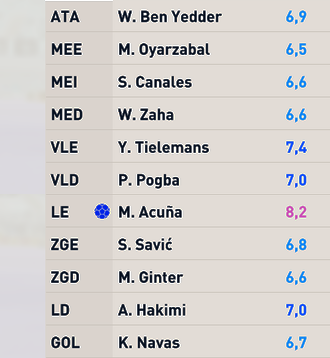 ATA W. Ben Yedder 6,9
MEE M. Oyarzabal 6,5
MEI S. Canales 6,6
MED W. Zaha 6,6
VLE Y. Tielemans 7,4
VLD P. Pogba 7,0
LE M. Acuña 8,2
ZGE S. Savić 6,8
ZGD M. Ginter 6,6
LD A. Hakimi 7,0
GOL K. Navas 6,7